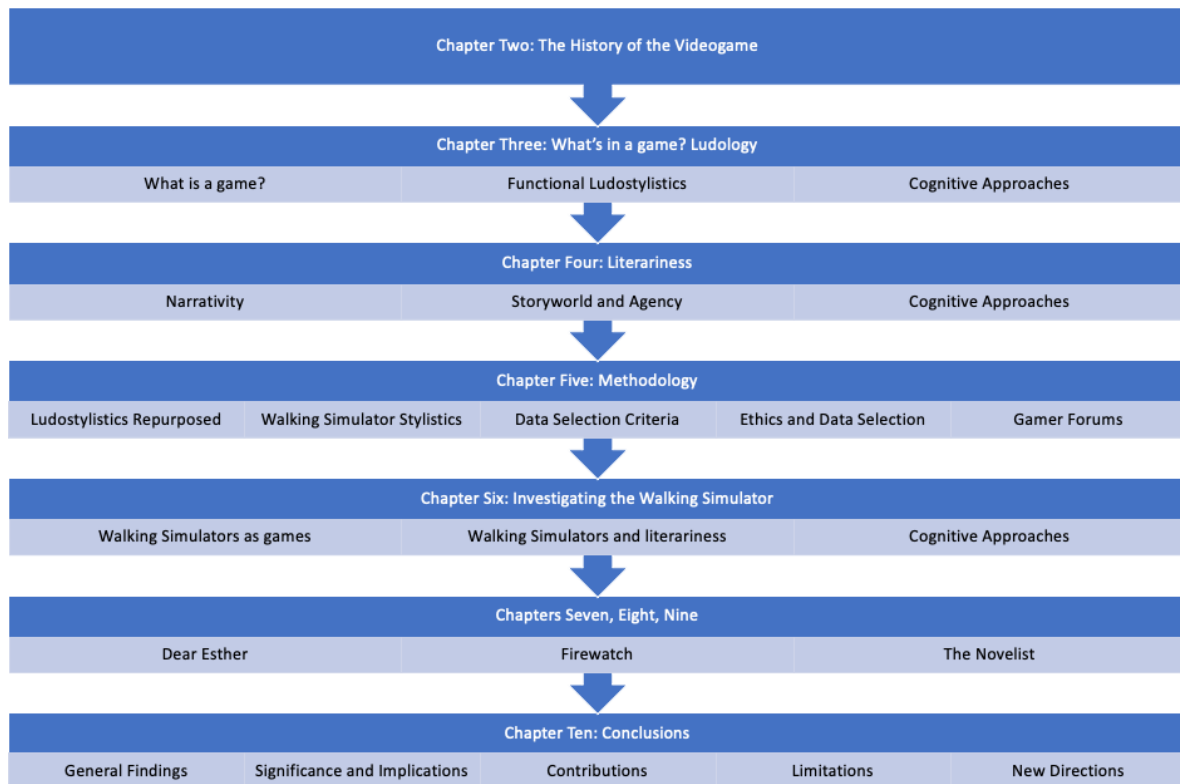 Chapter Two: The History of the Videogame
Chapter Three: What's in a game? Ludology
What is a game?
Functional Ludostylistics
Cognitive Approaches
Chapter Four: Literariness
Narrativity
Storyworld and Agency
Cognitive Approaches
Chapter Five: Methodology
Ludostylistics Repurposed
Walking Simulator Stylistics
Data Selection Criteria
Ethics and Data Selection
Gamer Forums
Chapter Six: Investigating the Walking Simulator
Walking Simulators as games
Walking Simulators and literariness
Cognitive Approaches
Chapters Seven, Eight, Nine
Dear Esther
Firewatch
The Novelist
Chapter Ten: Conclusions
General Findings
Significance and Implications
Contributions
Limitations
New Directions